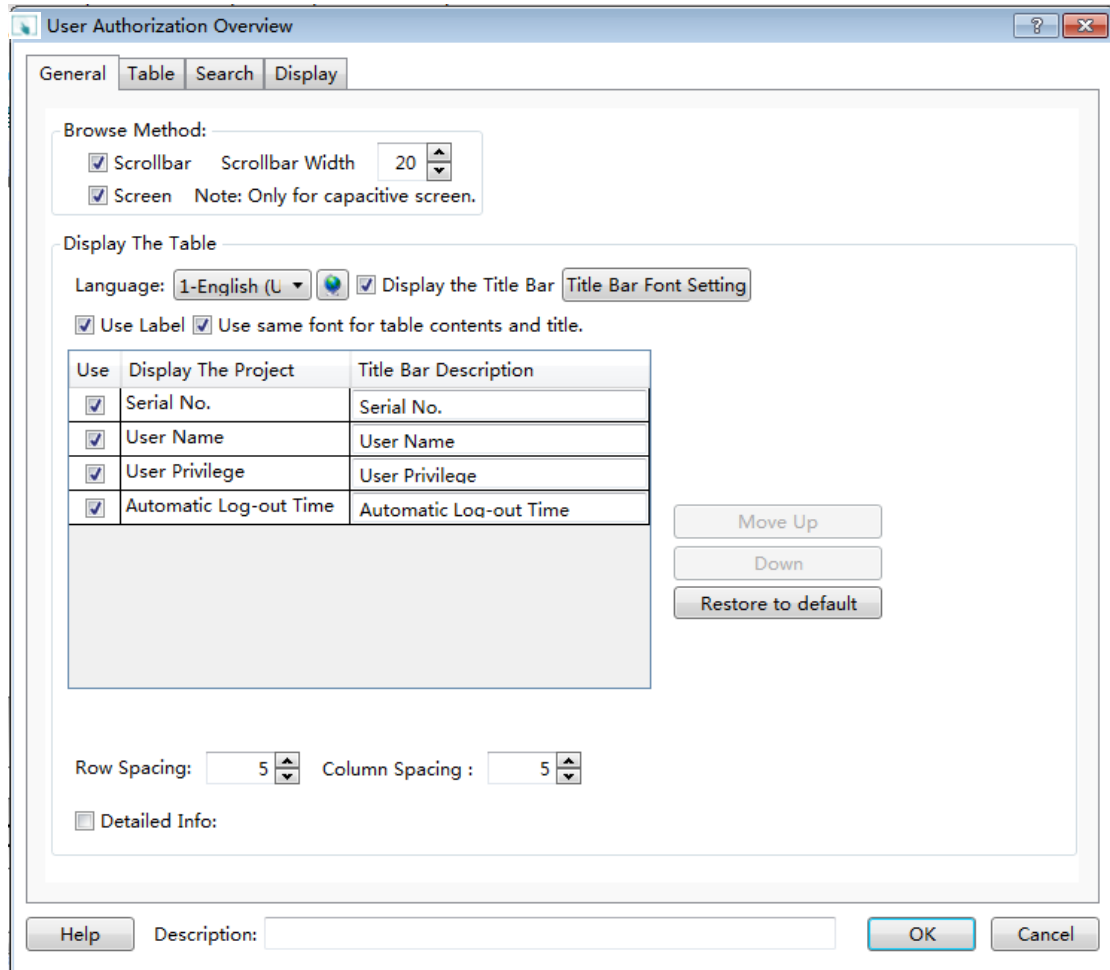 User Authorization Overview
General Table Search Display
Browse Method:
Scrollbar Scrollbar Width 20
Screen Note: Only for capacitive screen.
Display The Table
Language: 1-English (U Display the Title Bar Title Bar Font Setting
Use Label Use same font for table contents and title.
Use Display The Project Title Bar Description
Serial No. Serial No.
User Name User Name
User Privilege User Privilege
Automatic Log-out Time Automatic Log-out Time
Move Up
Down
Restore to default
Row Spacing: 5 Column Spacing : 5
Detailed Info:
Help Description: OK Cancel